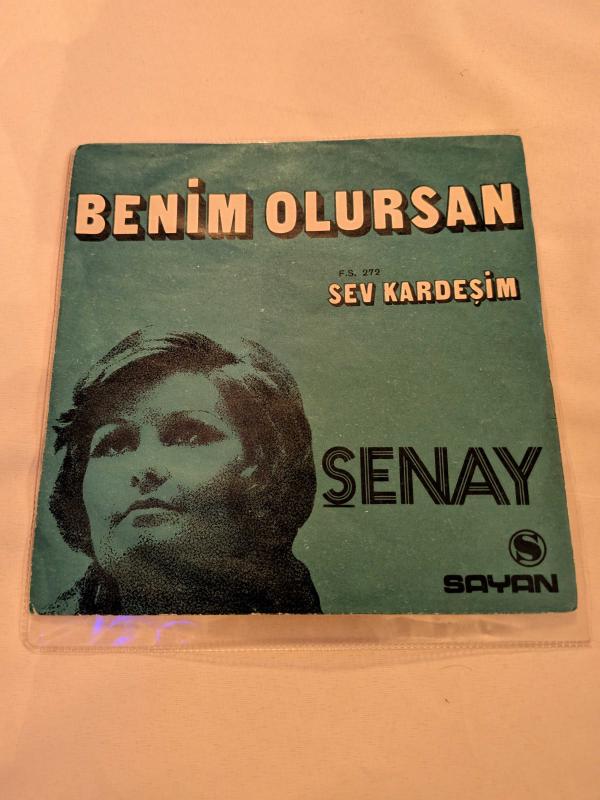 BENİM OLURSAN
F.S. 272
SEV KARDEŞİM
ŞENAY
S
SAYAN